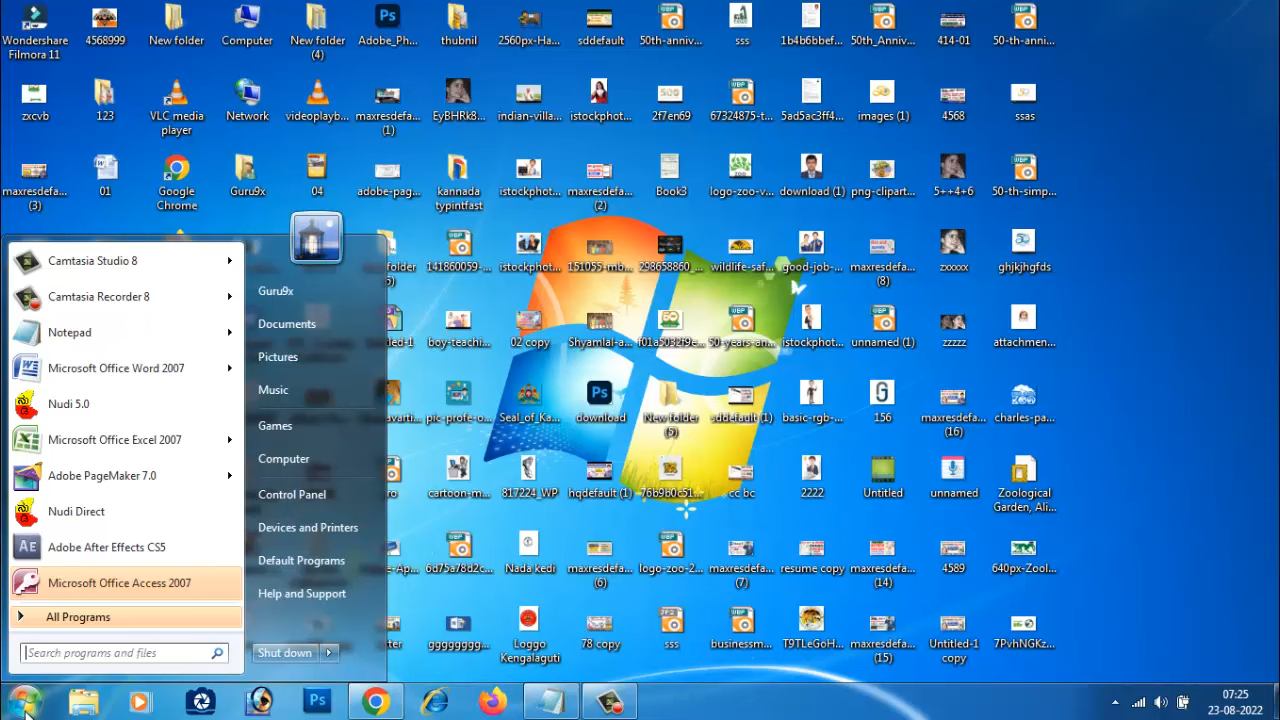 Wondershare Filmora 11
4568999
New folder
Computer
New folder (4)
Adobe_Ph...
thubnil
2560px-Ha...
sddefault
50th-anniv...
sss
1b4b6bbef...
50th_Anniv...
414-01
50-th-anni...
zxcvb
123
VLC media player
Network
videoplayb...
maxresdefa... (1)
EyBHRk8...
indian-villa...
istockphot...
2f7en69
67324875-t...
5ad5ac3ff4...
images (1)
4568
ssas
maxresdefa... (3)
01
Google Chrome
Guru9x
04
adobe-pag...
kannada typintfast
istockphot...
maxresdefa... (2)
Book3
logo-zoo-v...
download (1)
png-clipart...
5++4+6
50-th-simp...
141860059-...
istockphot...
151055-mb...
298658860_...
wildlife-saf...
good-job-...
maxresdefa... (8)
zxxxxx
ghjkjhgfds
boy-teachi...
02 copy
Shyamlal-a...
f01a5032f9e...
50-years-an...
istockphot...
unnamed (1)
zzzzz
attachmen...
pic-profe-o...
Seal_of_Ka...
download
New folder (5)
sddefault (1)
basic-rgb-...
156
maxresdefa... (16)
charles-pa...
cartoon-m...
817224_WP
hqdefault (1)
76b9b0c51...
cc bc
2222
Untitled
unnamed
Zoological Garden, Ali...
6d75a78d2c...
Nada kedi
maxresdefa... (6)
logo-zoo-2...
maxresdefa... (7)
resume copy
maxresdefa... (14)
4589
640px-Zool...
ggggggggg...
Loggo Kengalaguti
78 copy
sss
businessm...
T9TLeGoH...
maxresdefa... (15)
Untitled-1 copy
7PvhNGKz...
Camtasia Studio 8
Camtasia Recorder 8
Notepad
Microsoft Office Word 2007
Nudi 5.0
Microsoft Office Excel 2007
Adobe PageMaker 7.0
Nudi Direct
Adobe After Effects CS5
Microsoft Office Access 2007
All Programs
Search programs and files
Guru9x
Documents
Pictures
Music
Games
Computer
Control Panel
Devices and Printers
Default Programs
Help and Support
Shut down
07:25
23-08-2022